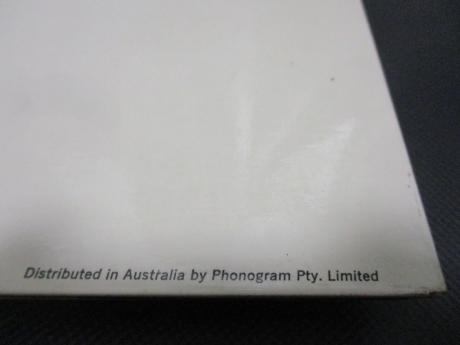 Distributed in Australia by Phonogram Pty. Limited